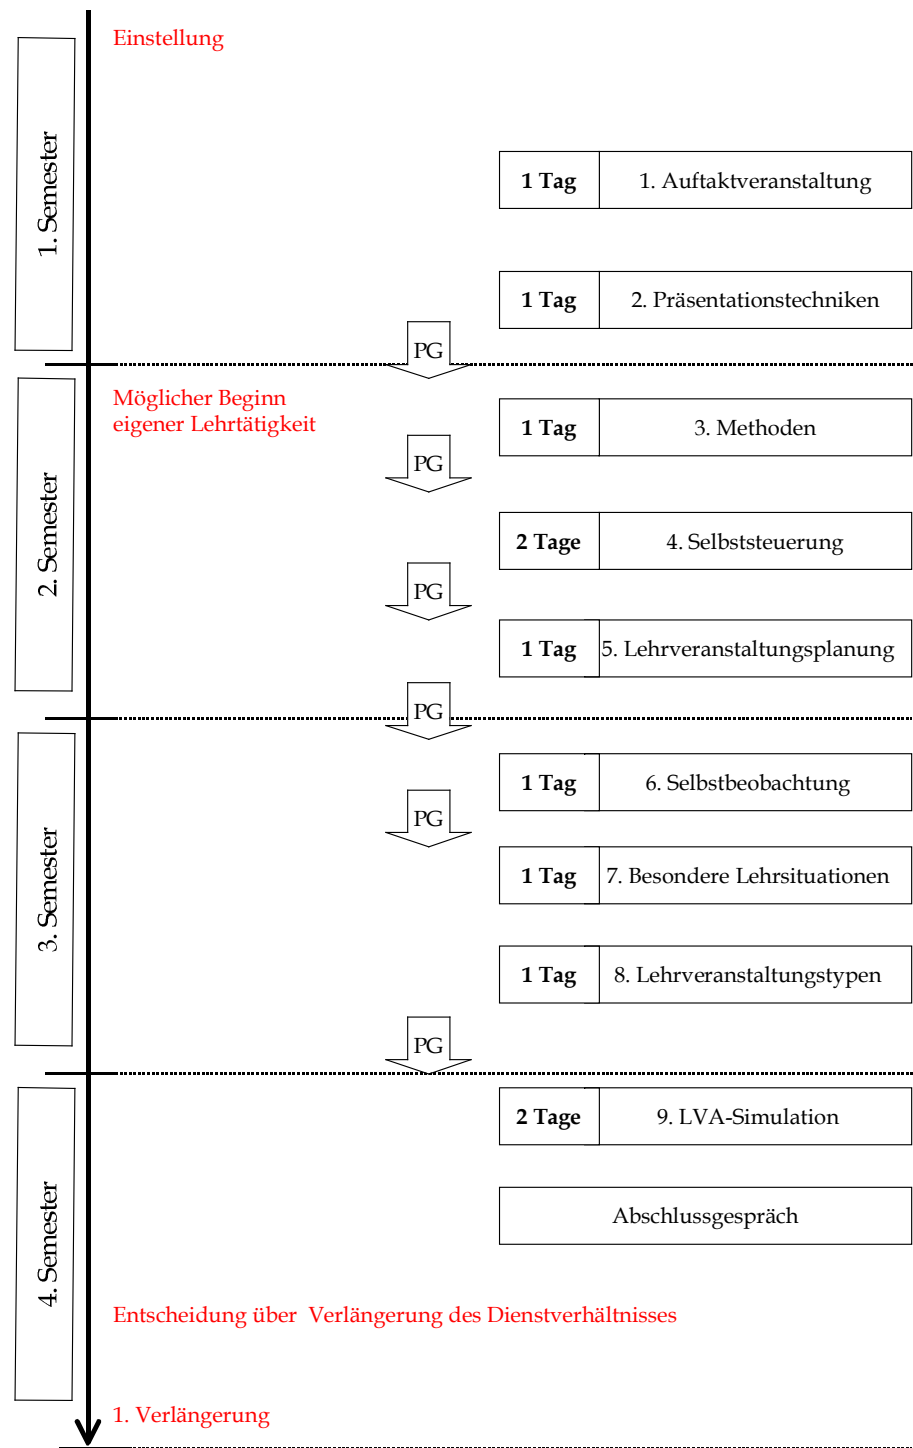 Einstellung
1. Semester
1 Tag 1. Auftaktveranstaltung
1 Tag 2. Präsentationstechniken
PG
Möglicher Beginn
eigener Lehrtätigkeit
2. Semester
1 Tag 3. Methoden
PG
2 Tage 4. Selbststeuerung
PG
1 Tag 5. Lehrveranstaltungsplanung
PG
3. Semester
1 Tag 6. Selbstbeobachtung
PG
1 Tag 7. Besondere Lehrsituationen
1 Tag 8. Lehrveranstaltungstypen
PG
4. Semester
2 Tage 9. LVA-Simulation
Abschlussgespräch
Entscheidung über  Verlängerung des Dienstverhältnisses
1. Verlängerung